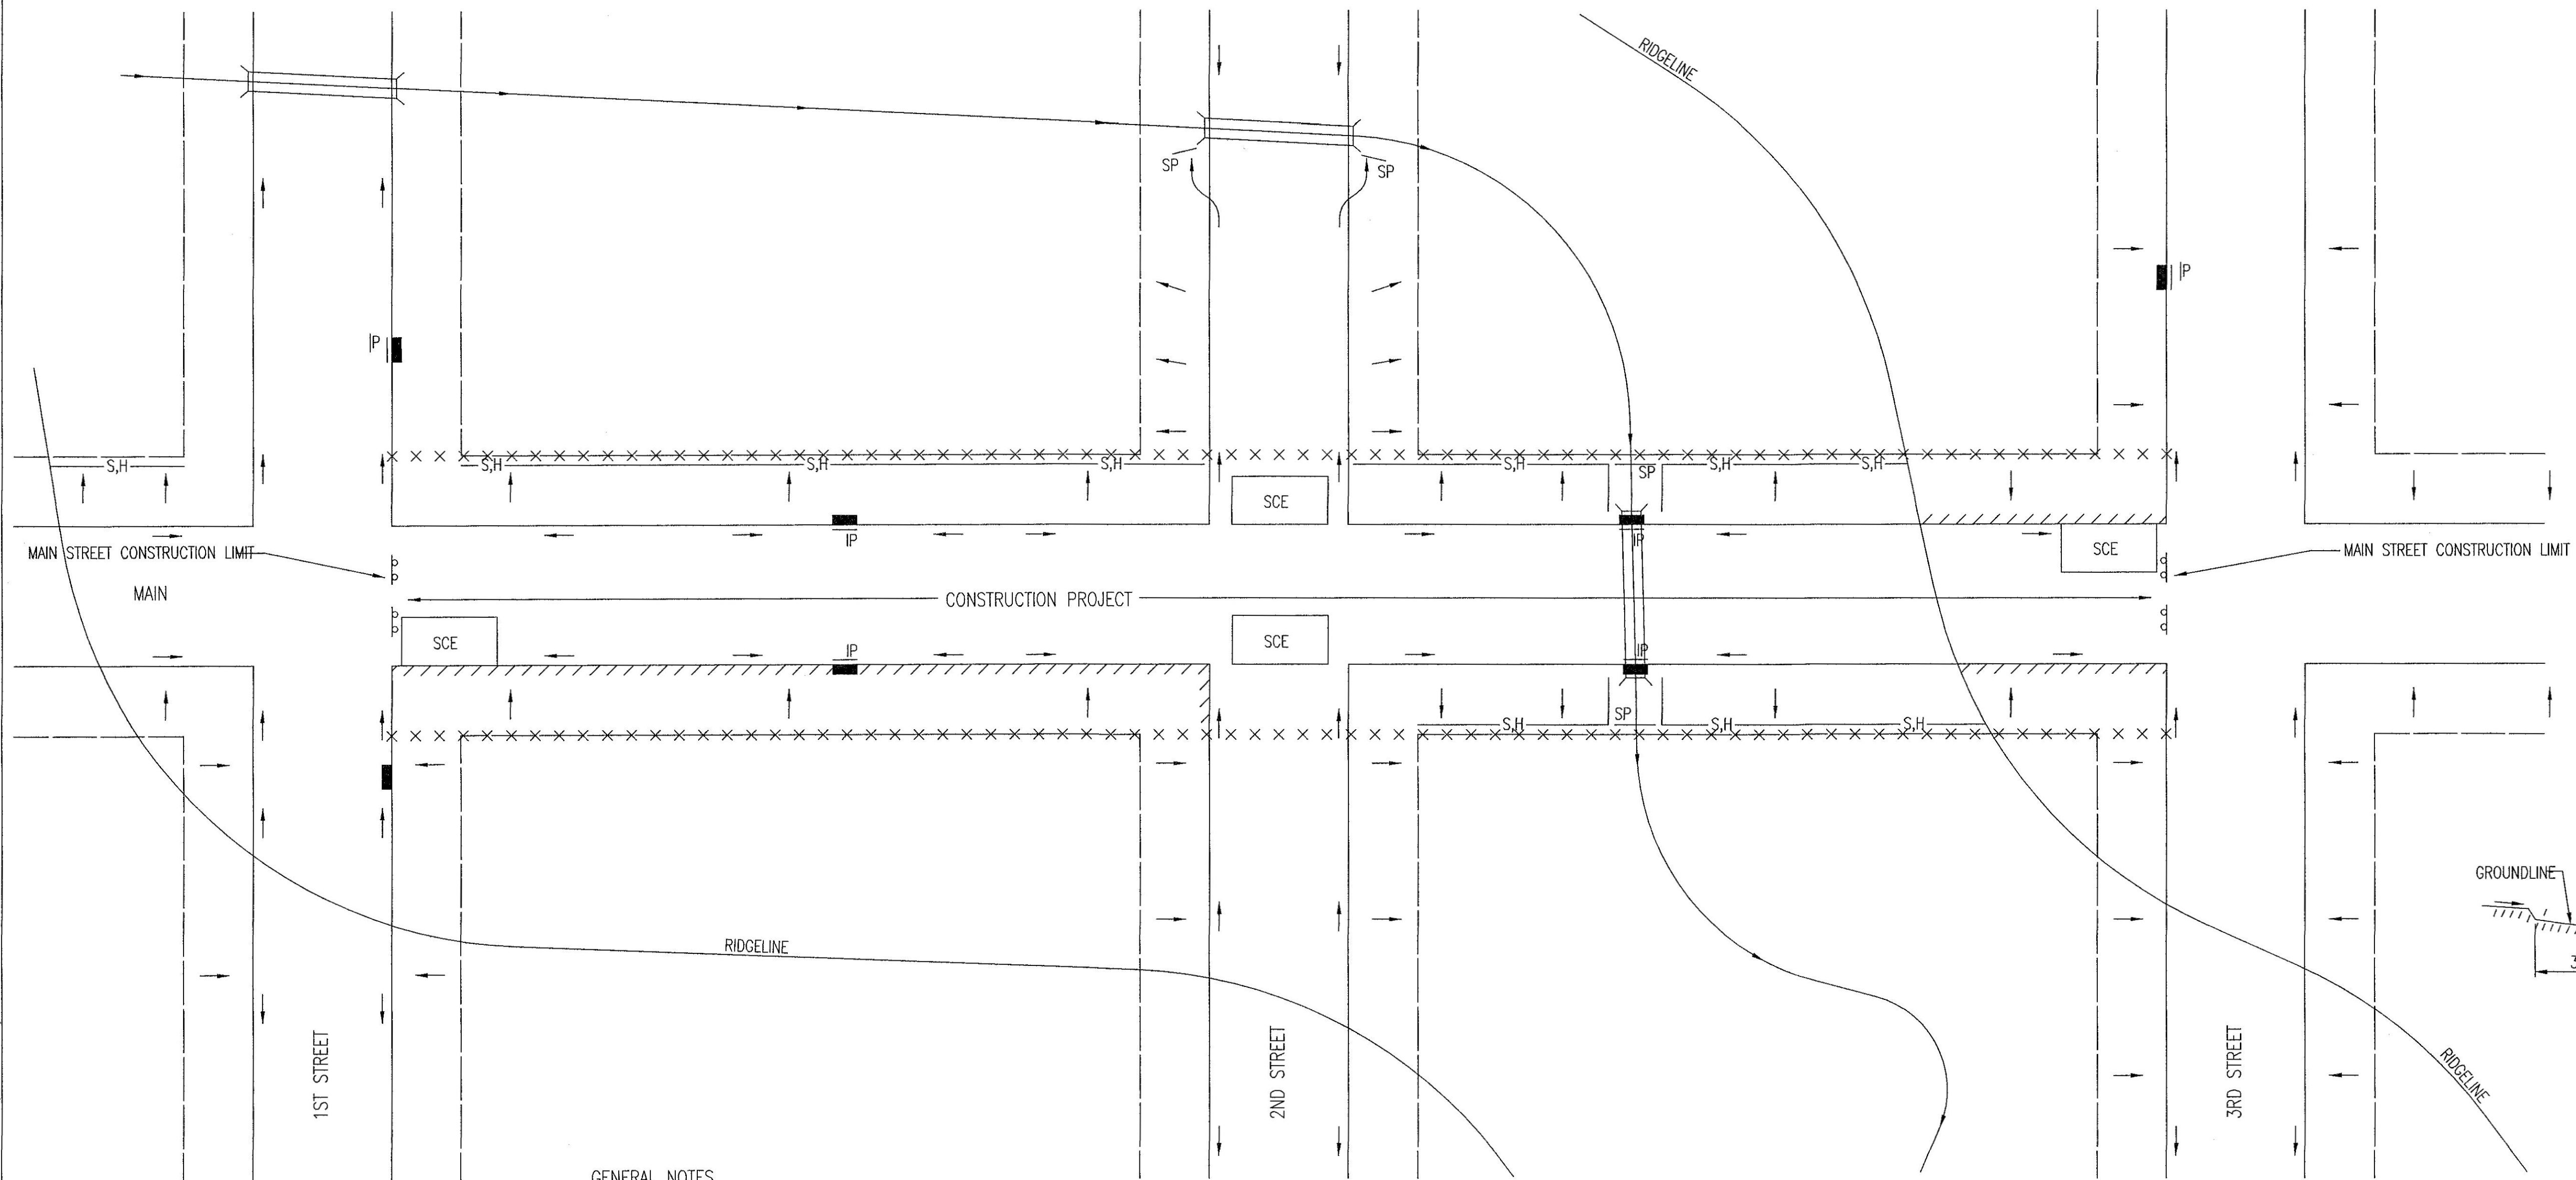 RIDGELINE
SP
SP
IP
IP
S,H
S,H
S,H
S,H
S,H
S,H
S,H
SP
SCE
MAIN STREET CONSTRUCTION LIMIT
IP
IP
SCE
MAIN STREET CONSTRUCTION LIMIT
MAIN
CONSTRUCTION PROJECT
SCE
SCE
IP
IP
SP
S,H
S,H
S,H
GROUNDLINE
RIDGELINE
3
1ST STREET
2ND STREET
3RD STREET
RIDGELINE
GENERAL NOTES